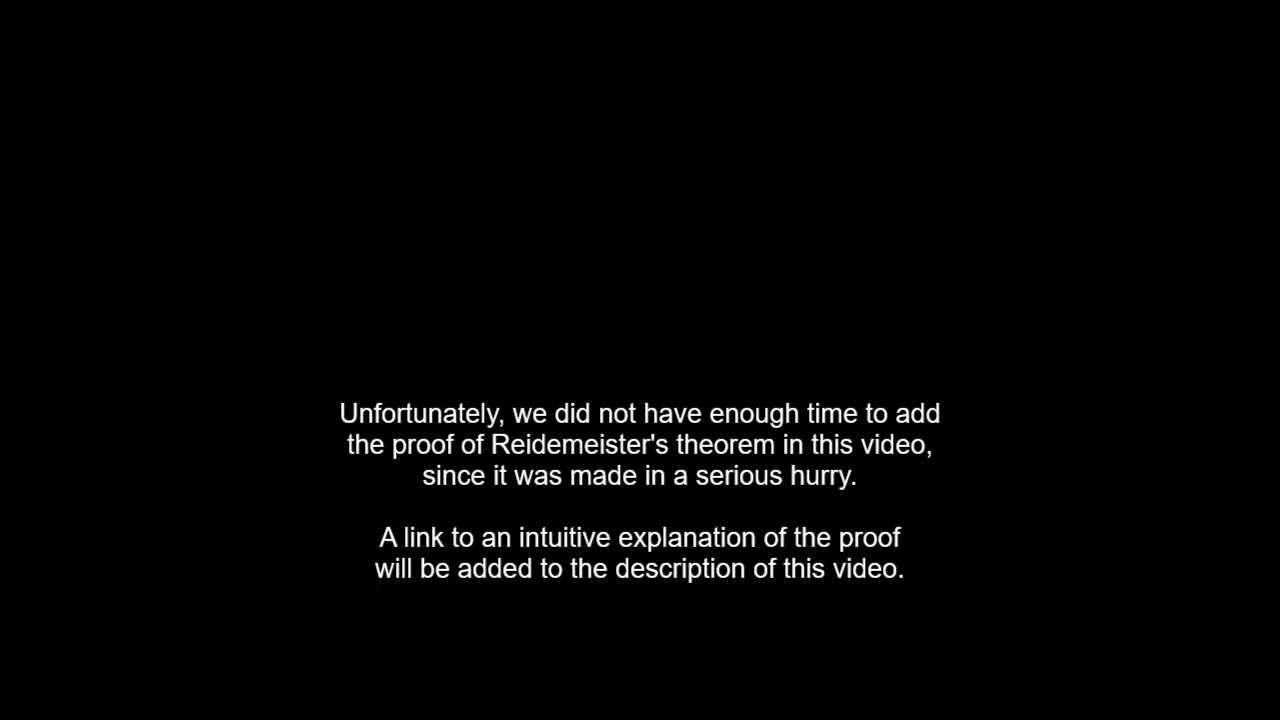 Unfortunately, we did not have enough time to add
the proof of Reidemeister's theorem in this video,
since it was made in a serious hurry.
A link to an intuitive explanation of the proof
will be added to the description of this video.